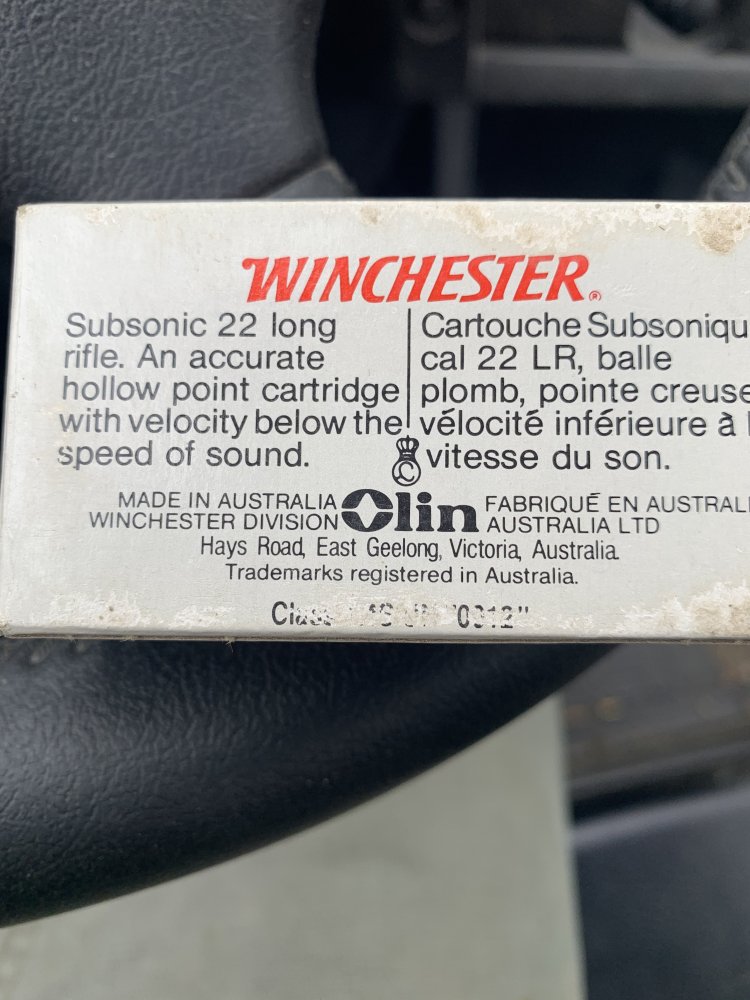 WINCHESTER®
Subsonic 22 long
rifle. An accurate
hollow point cartridge
with velocity below the
speed of sound.
Cartouche Subsoniqu
cal 22 LR, balle
plomb, pointe creuse
vélocité inférieure à
vitesse du son.
MADE IN AUSTRALIA
WINCHESTER DIVISION
Olin
FABRIQUÉ EN AUSTRALI
AUSTRALIA LTD
Hays Road, East Geelong, Victoria, Australia.
Trademarks registered in Australia.
"0312"